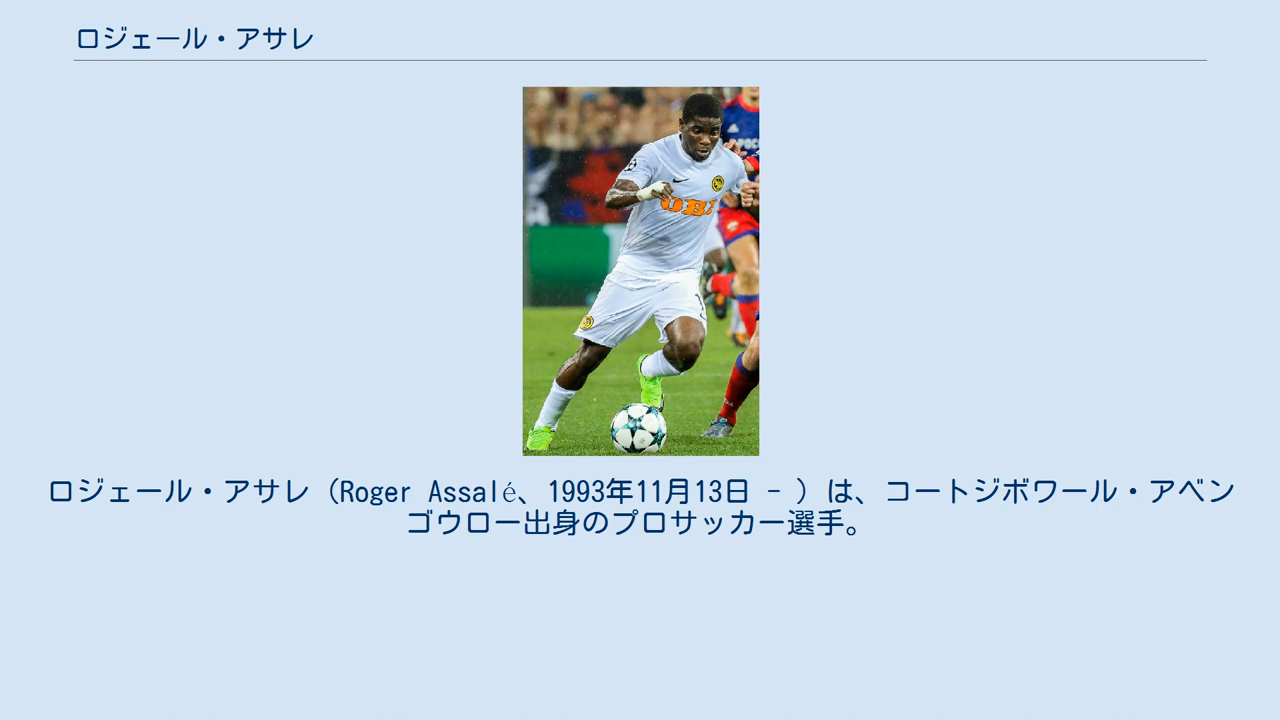 ロジェール・アサレ
OBI
ロジェール・アサレ（Roger Assalé、1993年11月13日 - ）は、コートジボワール・アベン
ゴウロー出身のプロサッカー選手。